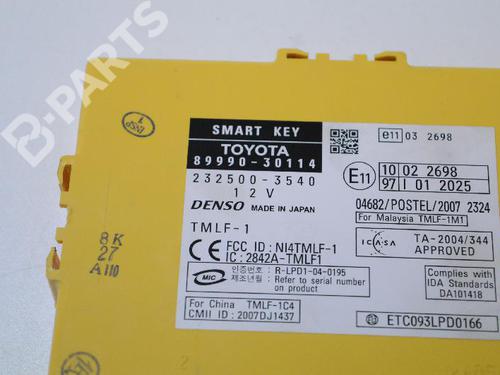 B-PARTS
SMART KEY
TOYOTA
89990-30114
232500-3540
12V
DENSO MADE IN JAPAN
TMLF-1
FCC ID : NI4TMLF-1
IC : 2842A-TMLF1
MIC
인증번호 : R-LPD1-04-0195
제조년월 : Refer to serial number
on product
For China TMLF-1C4
CMII ID : 2007DJ1437
e11 03 2698
E11
10 02 2698
97 I 01 2025
04682/POSTEL/2007 2324
For Malaysia TMLF-1M1
ICASA
TA-2004/344
APPROVED
Complies with
IDA Standards
DA101418
ETC093LPD0166
8K
27
A110